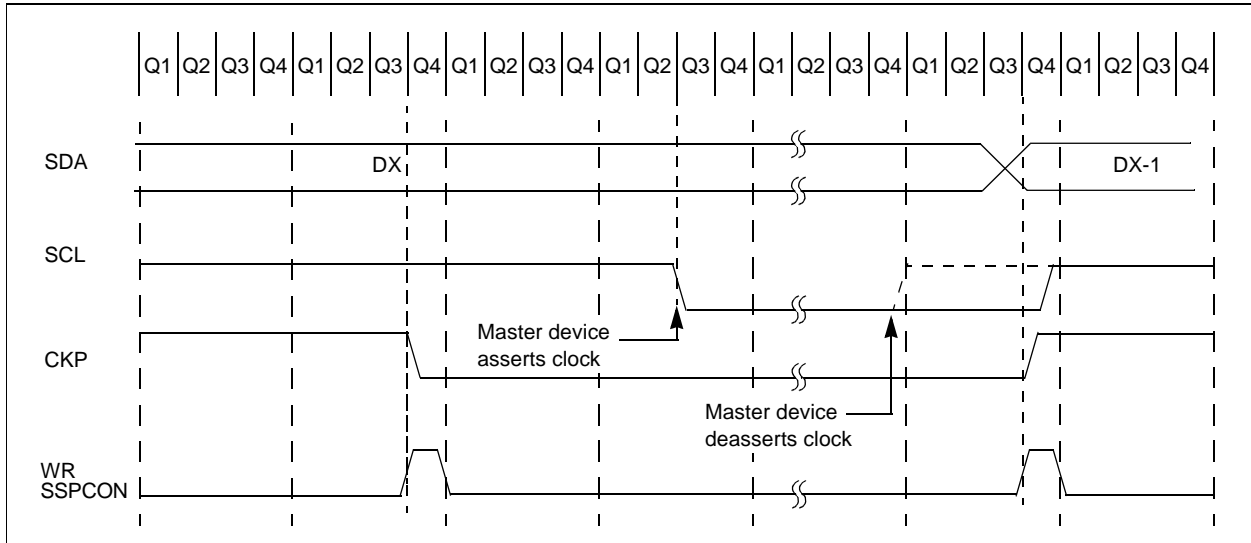 Q1 Q2 Q3 Q4 Q1 Q2 Q3 Q4 Q1 Q2 Q3 Q4 Q1 Q2 Q3 Q4 Q1 Q2 Q3 Q4 Q1 Q2 Q3 Q4 Q1 Q2 Q3 Q4
SDA
DX
DX-1
SCL
Master device
asserts clock
CKP
Master device
deasserts clock
WR
SSPCON